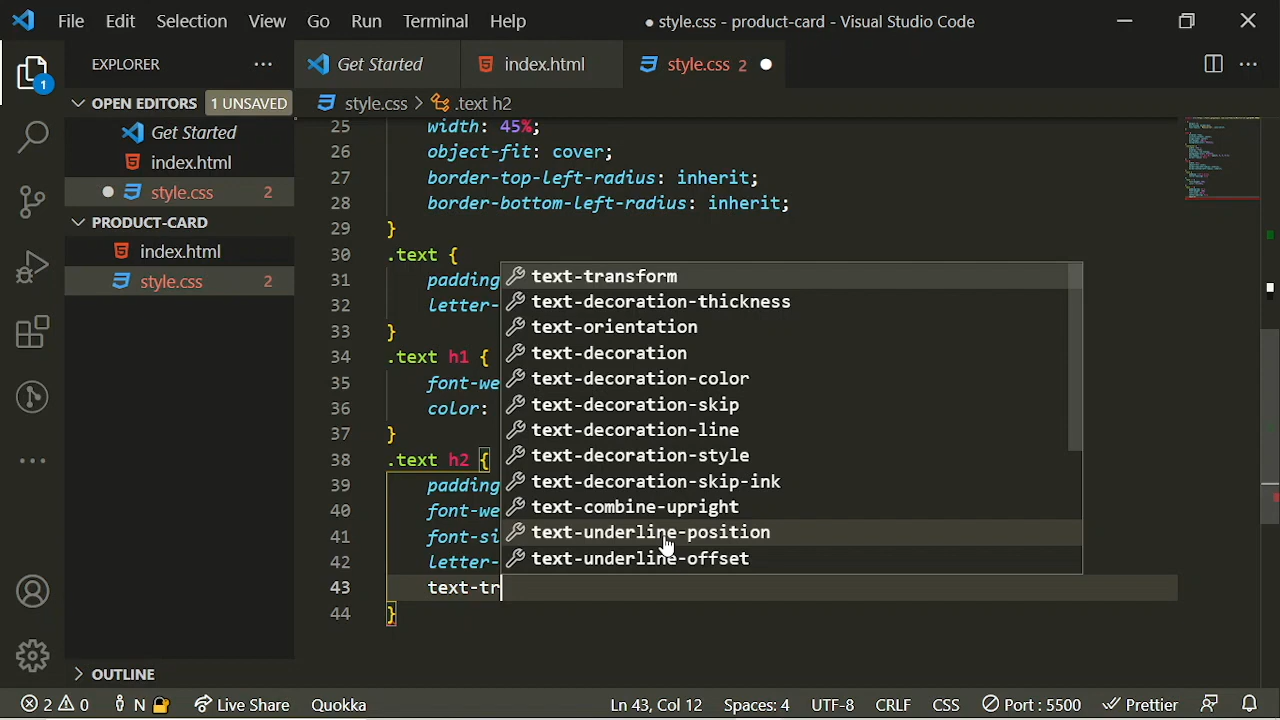 File Edit Selection View Go Run Terminal Help ● style.css - product-card - Visual Studio Code
EXPLORER ··· Get Started index.html style.css 2 ● ···
OPEN EDITORS 1 UNSAVED style.css > .text h2
Get Started
index.html
● style.css 2
PRODUCT-CARD
index.html
style.css 2
25 width: 45%;
26 object-fit: cover;
27 border-top-left-radius: inherit;
28 border-bottom-left-radius: inherit;
29 }
30 .text {
31 padding
32 letter-
33 }
34 .text h1 {
35 font-we
36 color:
37 }
38 .text h2 {
39 padding
40 font-we
41 font-si
42 letter-
43 text-tr
44 }
text-transform
text-decoration-thickness
text-orientation
text-decoration
text-decoration-color
text-decoration-skip
text-decoration-line
text-decoration-style
text-decoration-skip-ink
text-combine-upright
text-underline-position
text-underline-offset
1
OUTLINE
2 0 N Live Share Quokka Ln 43, Col 12 Spaces: 4 UTF-8 CRLF CSS Port : 5500 Prettier